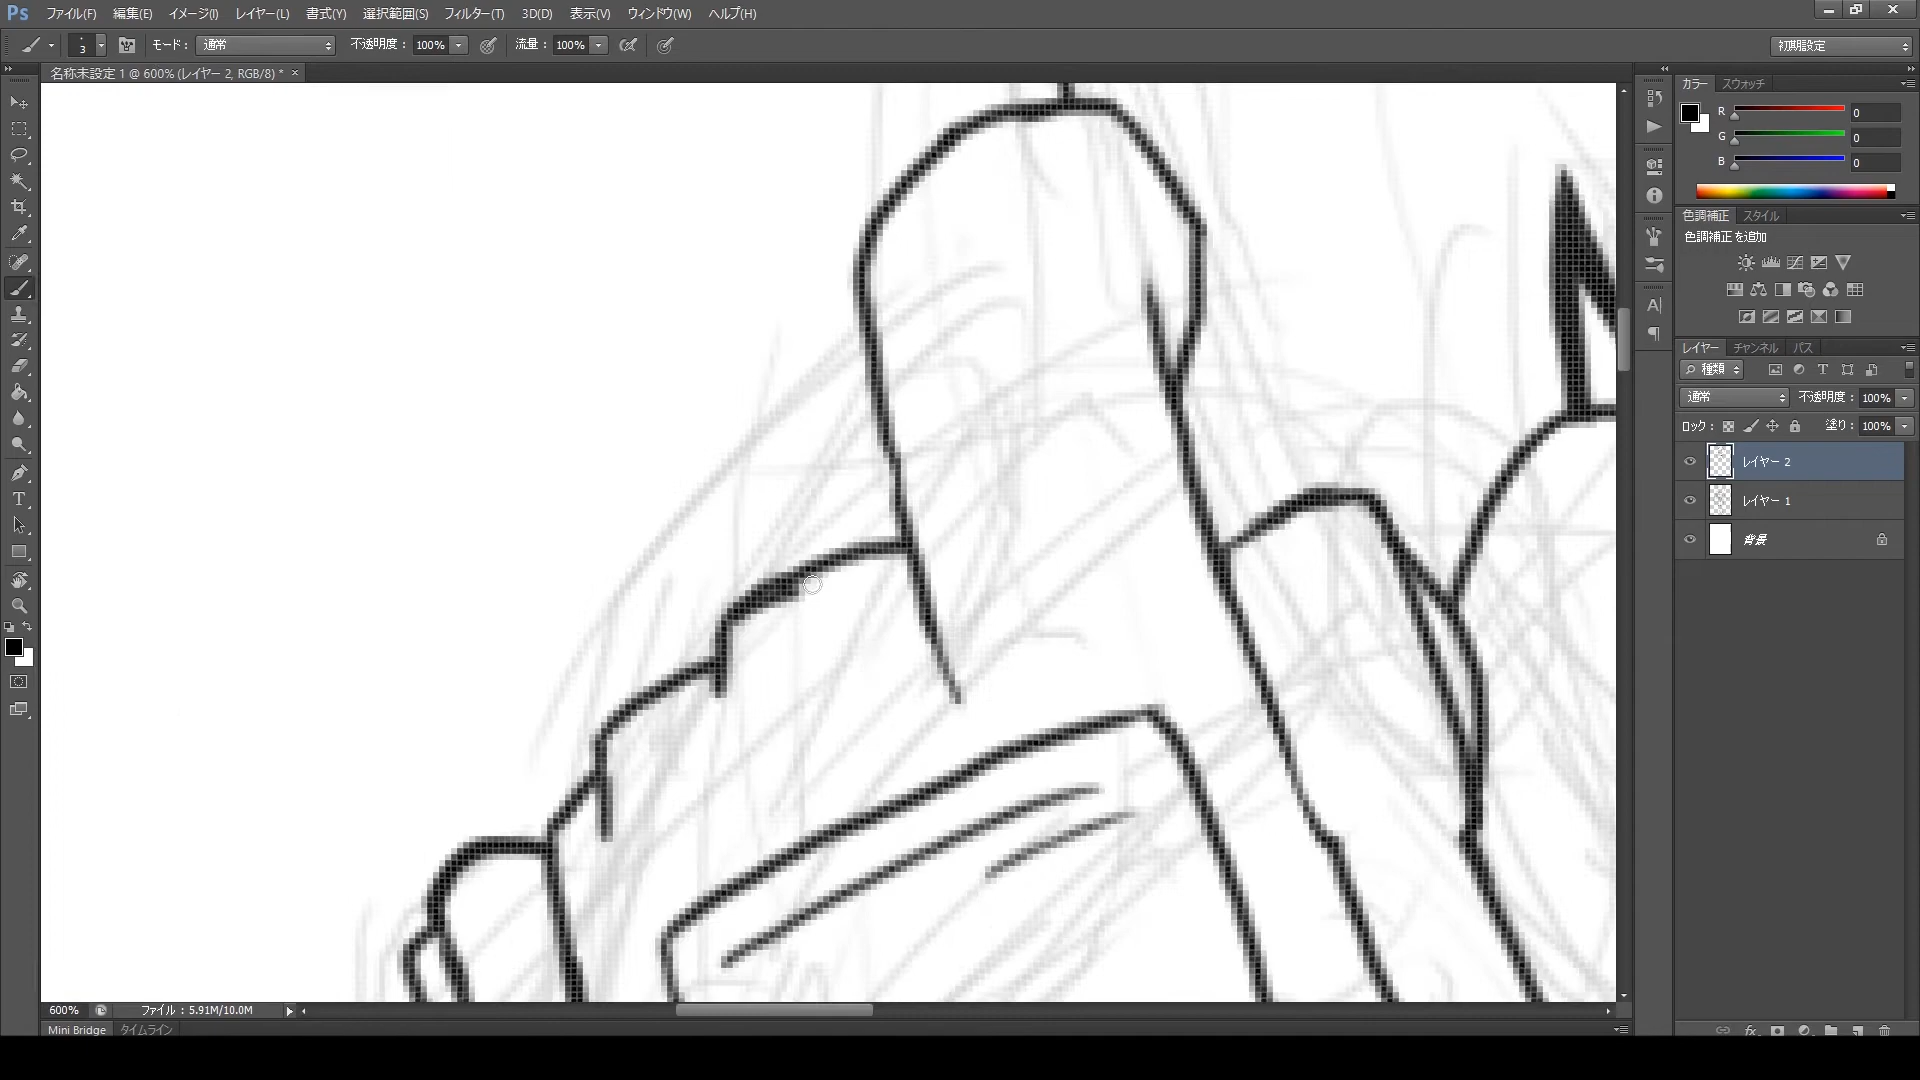 Ps ファイル(F) 編集(E) イメージ(I) レイヤー(L) 書式(Y) 選択範囲(S) フィルター(T) 3D(D) 表示(V) ウィンドウ(W) ヘルプ(H)
3 モード： 通常 不透明度： 100% 流量： 100% 初期設定
名称未設定 1 @ 600% (レイヤー 2, RGB/8) * ×
カラー スウォッチ
R 0
G 0
B 0
色調補正 スタイル
色調補正を追加
レイヤー チャンネル パス
種類
通常 不透明度： 100%
ロック： 塗り： 100%
レイヤー 2
レイヤー 1
背景
600% ファイル：5.91M/10.0M
Mini Bridge タイムライン